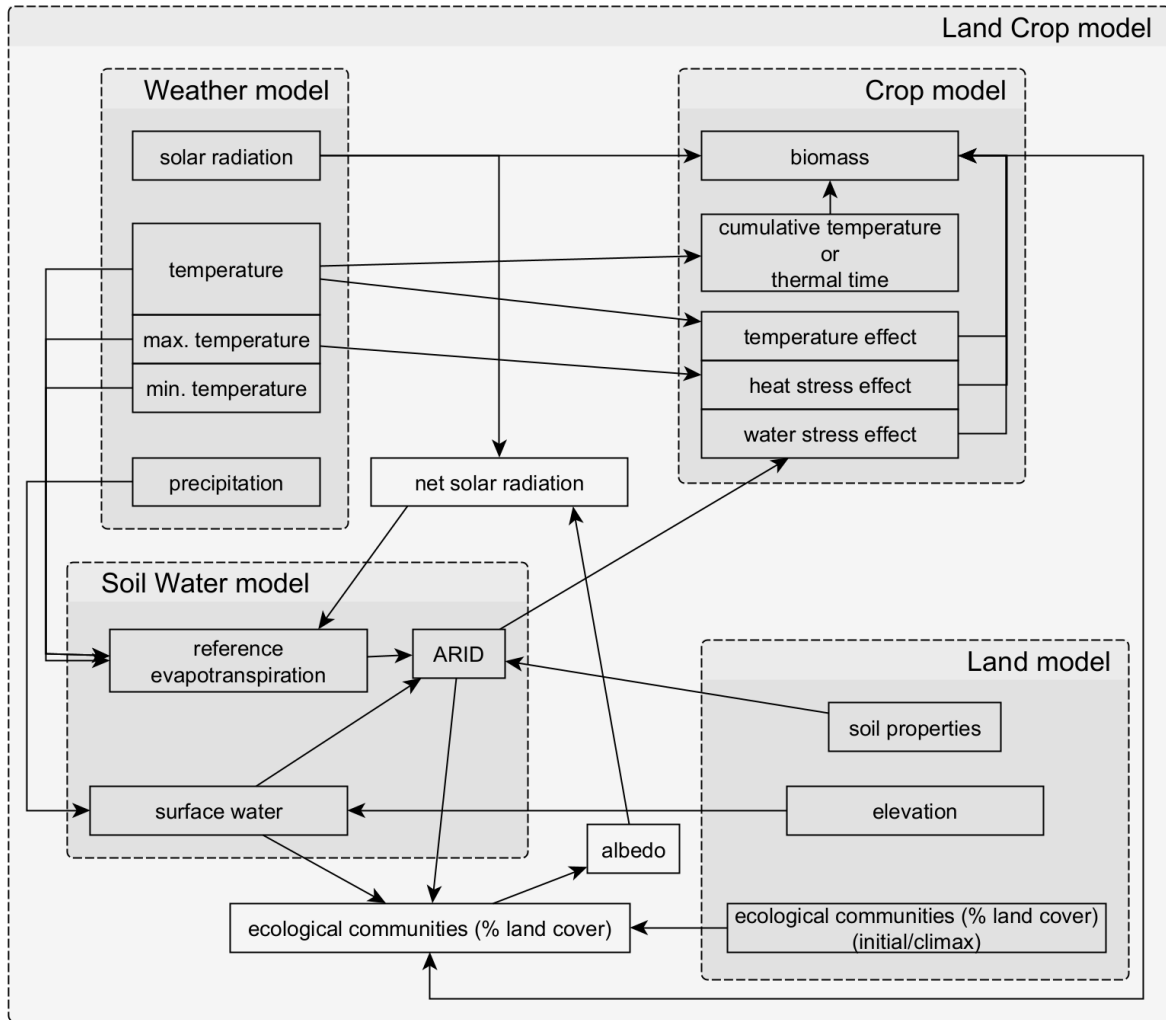 Land Crop model
Weather model
solar radiation
temperature
max. temperature
min. temperature
precipitation
Crop model
biomass
cumulative temperature
or
thermal time
temperature effect
heat stress effect
water stress effect
net solar radiation
Soil Water model
reference
evapotranspiration
ARID
surface water
Land model
soil properties
elevation
ecological communities (% land cover)
(initial/climax)
albedo
ecological communities (% land cover)